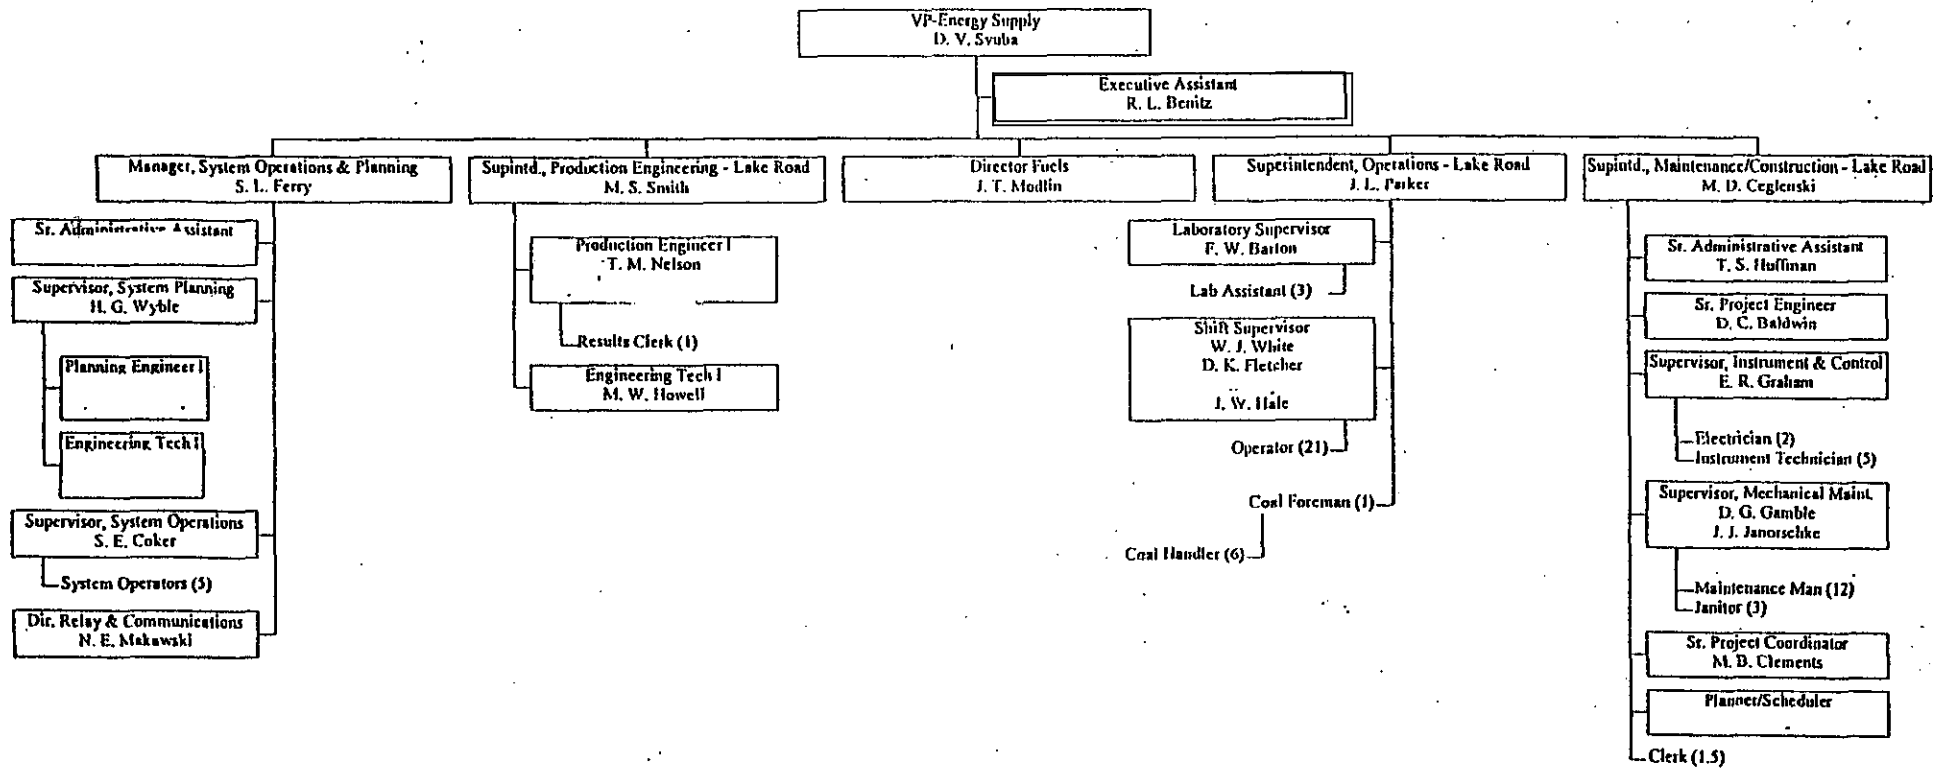 VP-Energy Supply
D. V. Svuba
Executive Assistant
R. L. Benitz
Manager, System Operations & Planning
S. L. Ferry
Sr. Administrative Assistant
Supervisor, System Planning
H. G. Wyble
Planning Engineer I
Engineering Tech I
Supervisor, System Operations
S. E. Coker
System Operators (5)
Dir. Relay & Communications
N. E. Makawski
Supintd., Production Engineering - Lake Road
M. S. Smith
Production Engineer I
T. M. Nelson
Results Clerk (1)
Engineering Tech I
M. W. Howell
Director Fuels
J. T. Modlin
Superintendent, Operations - Lake Road
J. L. Parker
Laboratory Supervisor
F. W. Barton
Lab Assistant (3)
Shift Supervisor
W. J. White
D. K. Fletcher
J. W. Hale
Operator (21)
Coal Foreman (1)
Coal Handler (6)
Supintd., Maintenance/Construction - Lake Road
M. D. Ceglenski
Sr. Administrative Assistant
T. S. Huffman
Sr. Project Engineer
D. C. Baldwin
Supervisor, Instrument & Control
E. R. Graham
Electrician (2)
Instrument Technician (5)
Supervisor, Mechanical Maint.
D. G. Gamble
J. J. Janorschke
Maintenance Man (12)
Janitor (3)
Sr. Project Coordinator
M. B. Clements
Planner/Scheduler
Clerk (1.5)